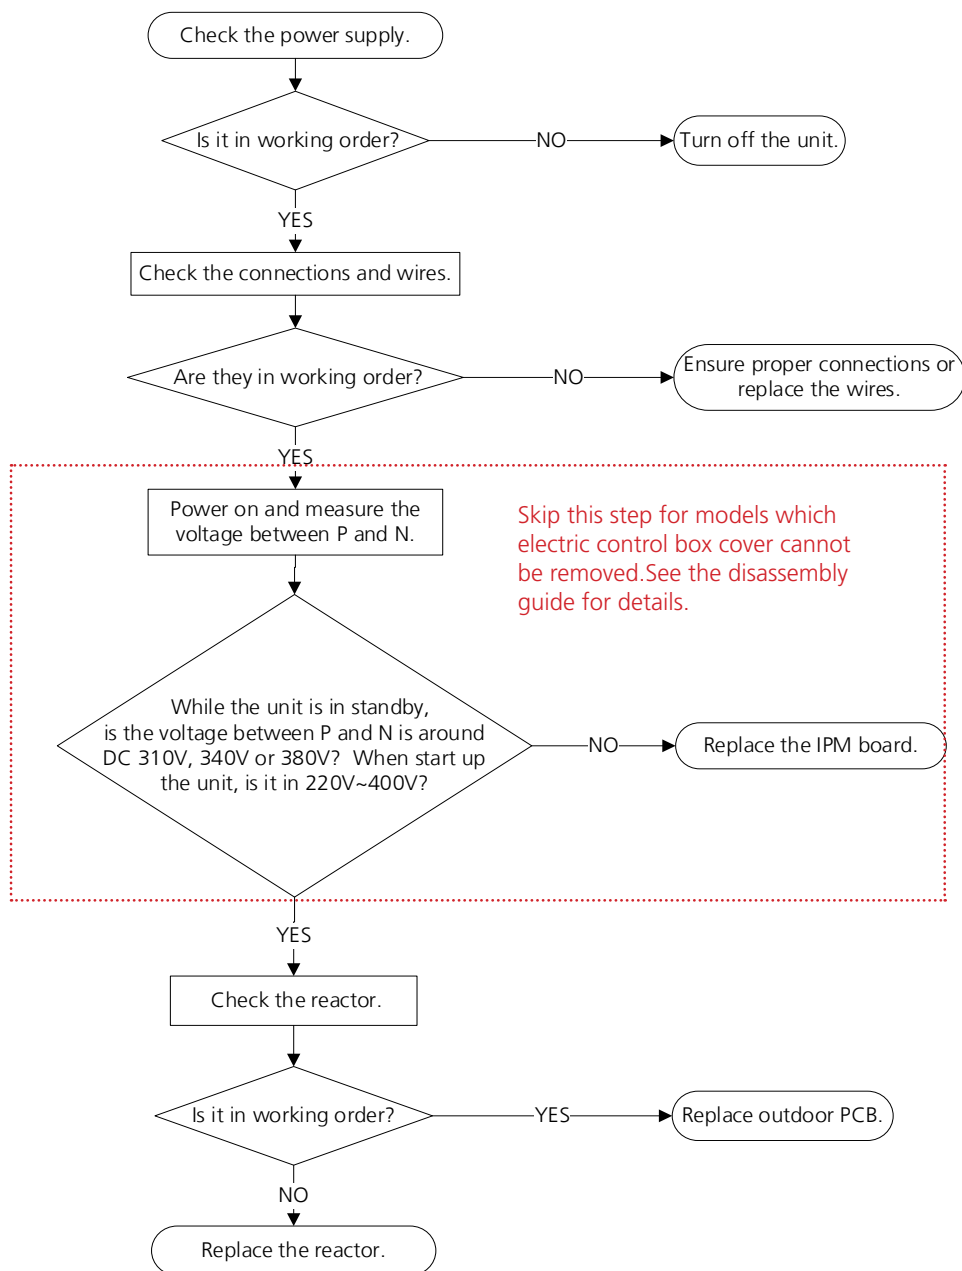 Check the power supply.
Is it in working order?
NO
Turn off the unit.
YES
Check the connections and wires.
Are they in working order?
NO
Ensure proper connections or
replace the wires.
YES
Power on and measure the
voltage between P and N.
Skip this step for models which
electric control box cover cannot
be removed.See the disassembly
guide for details.
While the unit is in standby,
is the voltage between P and N is around
DC 310V, 340V or 380V? When start up
the unit, is it in 220V~400V?
NO
Replace the IPM board.
YES
Check the reactor.
Is it in working order?
YES
Replace outdoor PCB.
NO
Replace the reactor.